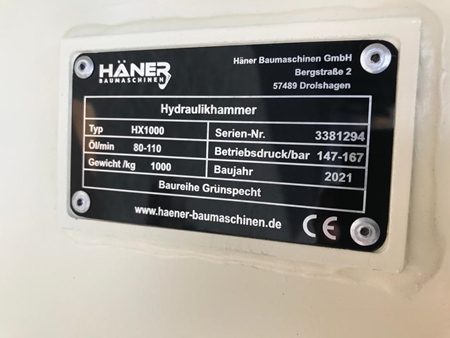 HÄNER
BAUMASCHINEN
Häner Baumaschinen GmbH
Bergstraße 2
57489 Drolshagen
Hydraulikhammer
Typ HX1000 Serien-Nr. 3381294
Öl/min 80-110 Betriebsdruck/bar 147-167
Gewicht /kg 1000 Baujahr 2021
Baureihe Grünspecht
www.haener-baumaschinen.de CE